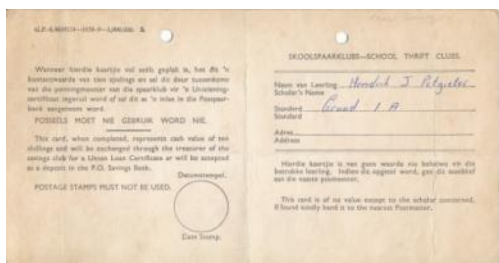 Wanneer hierdie kaartjie vol seëls geplak is, het dit 'n
kontantwaarde van tien sjielings en sal dit deur tussenkoms
van die penningmeester van die spaarklub vir 'n Unielening-
sertifikaat ingeruil word of sal dit as 'n inlae in die Posspaar-
bank aangeneem word.
POSSEËLS MOET NIE GEBRUIK WORD NIE.
This card, when completed, represents cash value of ten
shillings and will be exchanged through the treasurer of the
savings club for a Union Loan Certificate or will be accepted
as a deposit in the P.O. Savings Bank.
Datumstempel.
POSTAGE STAMPS MUST NOT BE USED.
Date Stamp.
SKOOLSPAARKLUBS—SCHOOL THRIFT CLUBS.
Naam van Leerling Hendrik J
Scholar's Name
Standerd Graad 1 A
Standard
Adres
Address
Hierdie kaartjie is van geen waarde nie behalwe vir die
betrokke leerling. Indien dit opgetel word, gee dit asseblief
aan die naaste posmeester.
This card is of no value except to the scholar concerned.
If found kindly hand it to the nearest Postmaster.